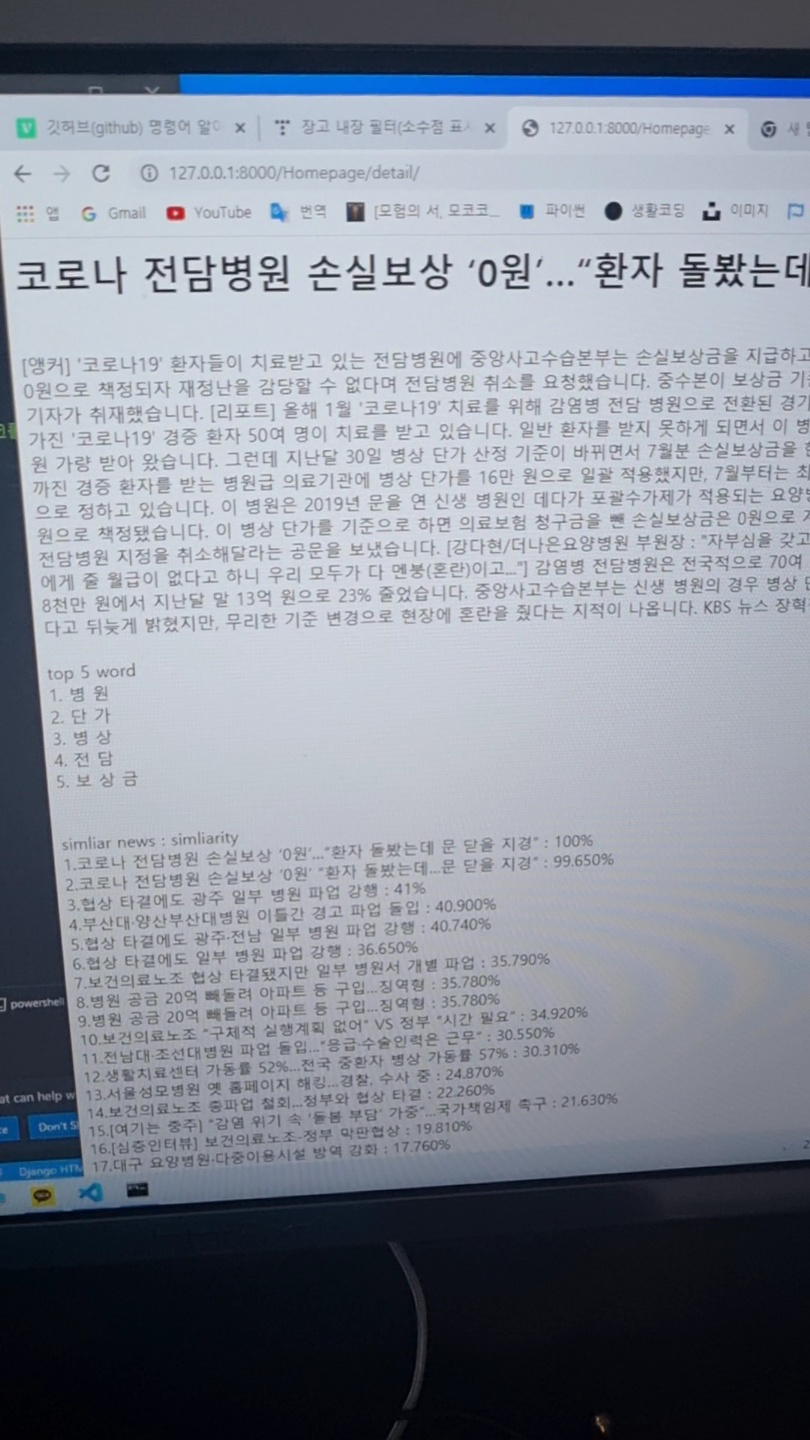 깃허브(github) 명령어 알
장고 내장 필터(소수점 표시
127.0.0.1:8000/Homepage
새
127.0.0.1:8000/Homepage/detail/
앱 Gmail YouTube 번역 [모험의 서, 모코코... 파이썬 생활코딩 이미지
코로나 전담병원 손실보상 ‘0원’…“환자 돌봤는데
[앵커] '코로나19' 환자들이 치료받고 있는 전담병원에 중앙사고수습본부는 손실보상금을 지급하고
0원으로 책정되자 재정난을 감당할 수 없다며 전담병원 취소를 요청했습니다. 중수본이 보상금 기
기자가 취재했습니다. [리포트] 올해 1월 '코로나19' 치료를 위해 감염병 전담 병원으로 전환된 경기
가진 '코로나19' 경증 환자 50여 명이 치료를 받고 있습니다. 일반 환자를 받지 못하게 되면서 이 병
원 가량 받아 왔습니다. 그런데 지난달 30일 병상 단가 산정 기준이 바뀌면서 7월분 손실보상금을 한
까진 경증 환자를 받는 병원급 의료기관에 병상 단가를 16만 원으로 일괄 적용했지만, 7월부터는 최
으로 정하고 있습니다. 이 병원은 2019년 문을 연 신생 병원인 데다가 포괄수가제가 적용되는 요양병
원으로 책정됐습니다. 이 병상 단가를 기준으로 하면 의료보험 청구금을 뺀 손실보상금은 0원으로
전담병원 지정을 취소해달라는 공문을 보냈습니다. [강다현/더나은요양병원 부원장 : "자부심을 갖고
에게 줄 월급이 없다고 하니 우리 모두가 다 멘붕(혼란)이고..."] 감염병 전담병원은 전국적으로 70여
8천만 원에서 지난달 말 13억 원으로 23% 줄었습니다. 중앙사고수습본부는 신생 병원의 경우 병상
다고 뒤늦게 밝혔지만, 무리한 기준 변경으로 현장에 혼란을 줬다는 지적이 나옵니다. KBS 뉴스 장혁
top 5 word
1. 병 원
2. 단 가
3. 병 상
4. 전 담
5. 보 상 금
simliar news : simliarity
1.코로나 전담병원 손실보상 ‘0원’…“환자 돌봤는데 문 닫을 지경” : 100%
2.코로나 전담병원 손실보상 ‘0원’ “환자 돌봤는데…문 닫을 지경” : 99.650%
3.협상 타결에도 광주 일부 병원 파업 강행 : 41%
4.부산대·양산부산대병원 이틀간 경고 파업 돌입 : 40.900%
5.협상 타결에도 광주·전남 일부 병원 파업 강행 : 40.740%
6.협상 타결에도 일부 병원 파업 강행 : 36.650%
7.보건의료노조 협상 타결됐지만 일부 병원서 개별 파업 : 35.790%
8.병원 공금 20억 빼돌려 아파트 등 구입…징역형 : 35.780%
9.병원 공금 20억 빼돌려 아파트 등 구입…징역형 : 35.780%
10.보건의료노조 “구체적 실행계획 없어” VS 정부 “시간 필요” : 34.920%
11.전남대·조선대병원 파업 돌입…“응급·수술인력은 근무” : 30.550%
12.생활치료센터 가동률 52%…전국 중환자 병상 가동률 57% : 30.310%
13.서울성모병원 옛 홈페이지 해킹…경찰, 수사 중 : 24.870%
14.보건의료노조 총파업 철회…정부와 협상 타결 : 22.260%
15.[여기는 충주] “감염 위기 속 ‘돌봄 부담’ 가중”…국가책임제 촉구 : 21.630%
16.[심층인터뷰] 보건의료노조-정부 막판협상 : 19.810%
17.대구 요양병원·다중이용시설 방역 강화 : 17.760%
powershell
at can help w
Don't S
Django HTM